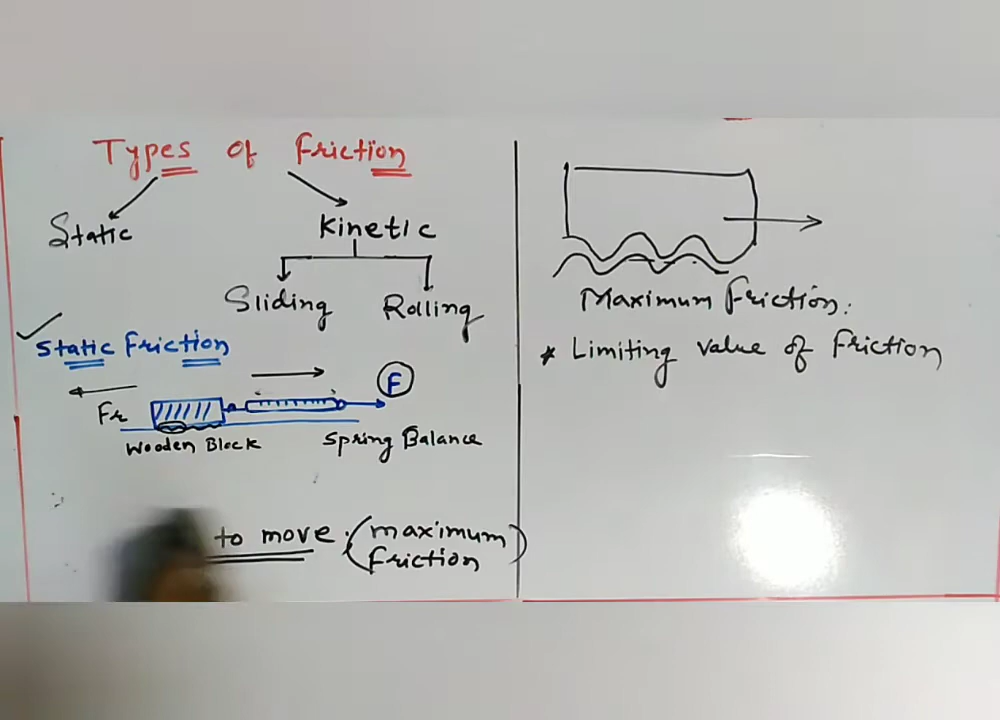 Types of Friction
Static
Kinetic
Sliding Rolling
Static Friction
F
Fr
Wooden Block Spring Balance
to move. (maximum
friction)
Maximum friction.
* Limiting value of friction